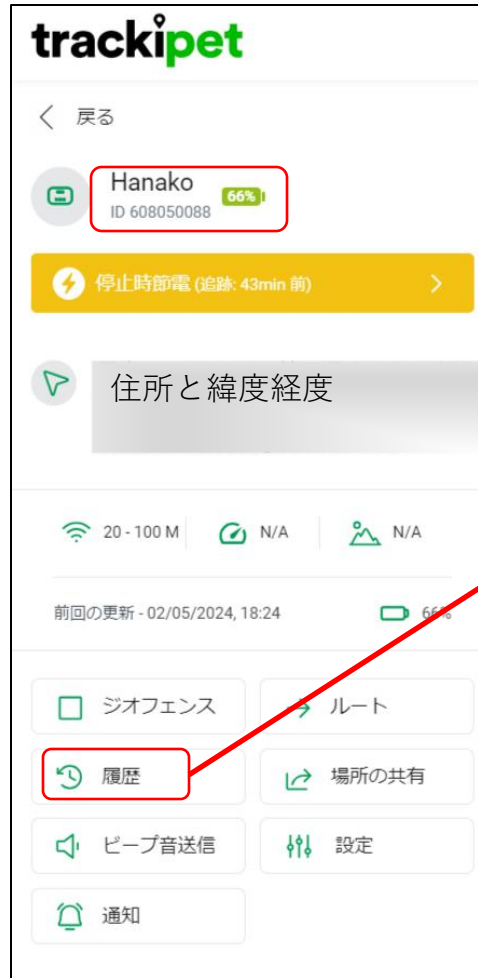 trackipet
戻る
Hanako 66%
ID 608050088
停止時節電 (追跡: 43min 前)
住所と緯度経度
20 - 100 M N/A N/A
前回の更新 - 02/05/2024, 18:24 66%
ジオフェンス ルート
履歴 場所の共有
ビープ音送信 設定
通知